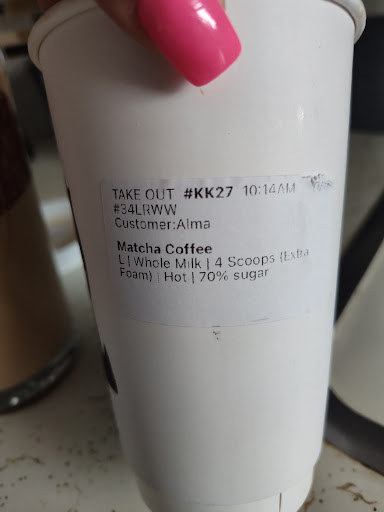 TAKE OUT #KK27 10:14AM
#34LRWW
Customer:Alma
Matcha Coffee
L | Whole Milk | 4 Scoops (Extra
Foam) | Hot | 70% sugar